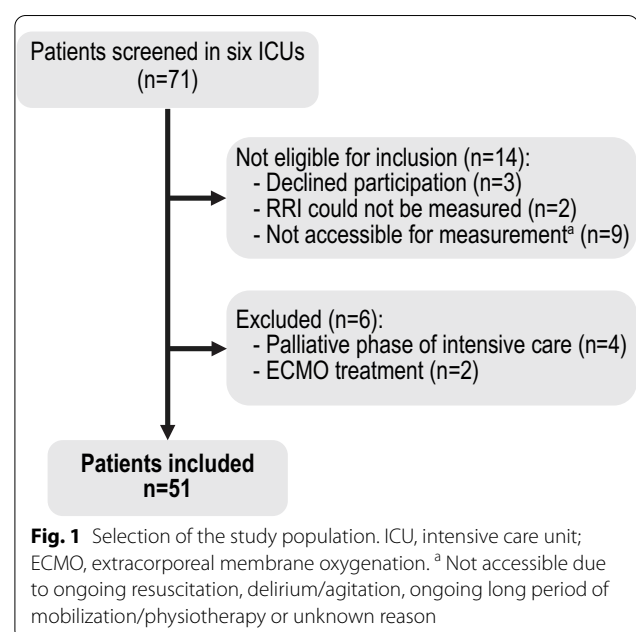 Patients screened in six ICUs
(n=71)
Not eligible for inclusion (n=14):
- Declined participation (n=3)
- RRI could not be measured (n=2)
- Not accessible for measurementᵃ (n=9)
Excluded (n=6):
- Palliative phase of intensive care (n=4)
- ECMO treatment (n=2)
Patients included
n=51
Fig. 1 Selection of the study population. ICU, intensive care unit;
ECMO, extracorporeal membrane oxygenation. ᵃ Not accessible due
to ongoing resuscitation, delirium/agitation, ongoing long period of
mobilization/physiotherapy or unknown reason